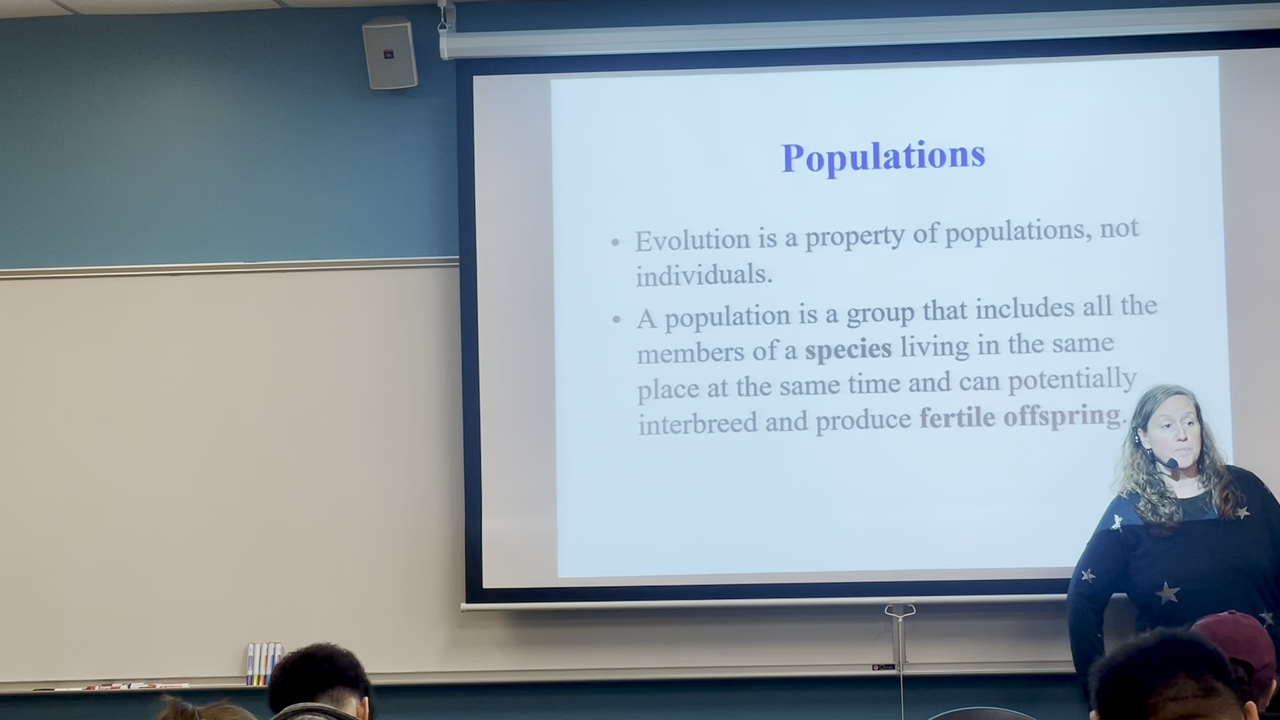 Populations
• Evolution is a property of populations, not
individuals.
• A population is a group that includes all the
members of a species living in the same
place at the same time and can potentially
interbreed and produce fertile offspring.